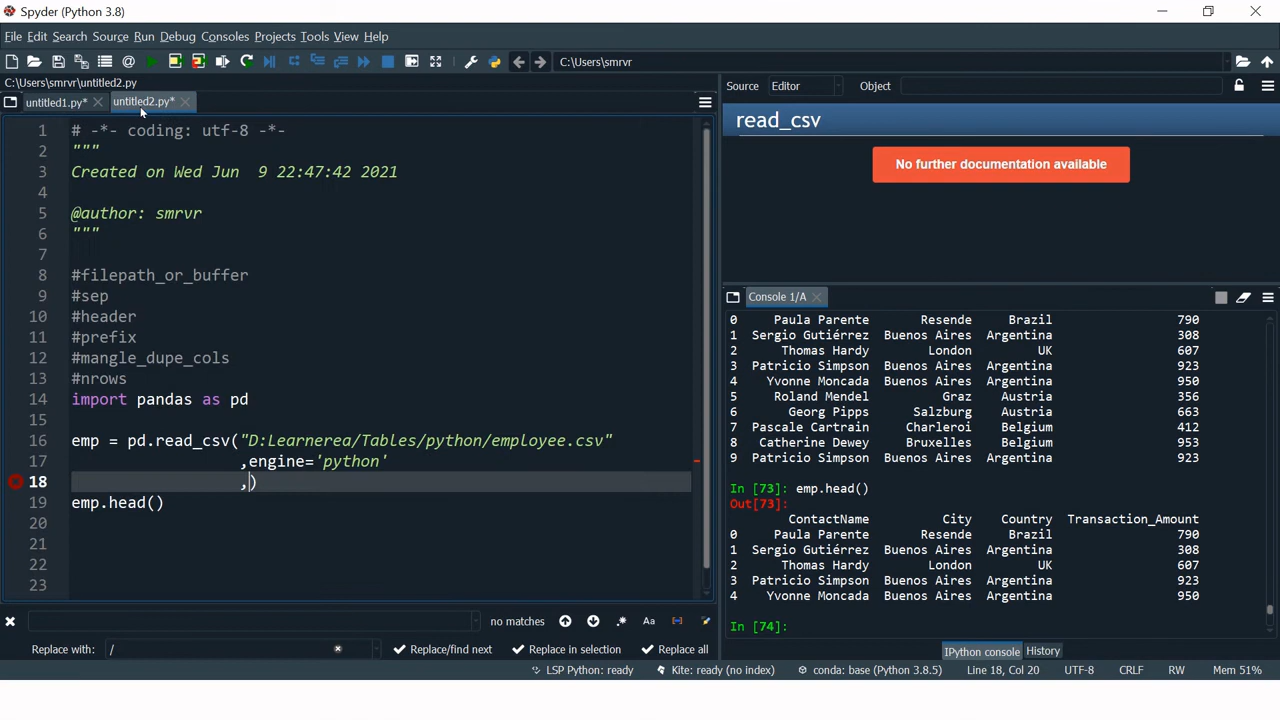 Spyder (Python 3.8)
File Edit Search Source Run Debug Consoles Projects Tools View Help
C:\Users\smrvr
C:\Users\smrvr\untitled2.py
untitled1.py*
untitled2.py*
1 # -*- coding: utf-8 -*-
2 """
3 Created on Wed Jun  9 22:47:42 2021
4
5 @author: smrvr
6 """
7
8 #filepath_or_buffer
9 #sep
10 #header
11 #prefix
12 #mangle_dupe_cols
13 #nrows
14 import pandas as pd
15
16 emp = pd.read_csv("D:Learnerea/Tables/python/employee.csv"
17 ,engine='python'
18 ,)
19 emp.head()
20
21
22
23
no matches
Aa
Replace with: /
Replace/find next
Replace in selection
Replace all
Source Editor Object
read_csv
No further documentation available
Console 1/A
0 Paula Parente Resende Brazil 790
1 Sergio Gutiérrez Buenos Aires Argentina 308
2 Thomas Hardy London UK 607
3 Patricio Simpson Buenos Aires Argentina 923
4 Yvonne Moncada Buenos Aires Argentina 950
5 Roland Mendel Graz Austria 356
6 Georg Pipps Salzburg Austria 663
7 Pascale Cartrain Charleroi Belgium 412
8 Catherine Dewey Bruxelles Belgium 953
9 Patricio Simpson Buenos Aires Argentina 923
In [73]: emp.head()
Out[73]:
ContactName City Country Transaction_Amount
0 Paula Parente Resende Brazil 790
1 Sergio Gutiérrez Buenos Aires Argentina 308
2 Thomas Hardy London UK 607
3 Patricio Simpson Buenos Aires Argentina 923
4 Yvonne Moncada Buenos Aires Argentina 950
In [74]:
IPython console History
LSP Python: ready Kite: ready (no index) conda: base (Python 3.8.5) Line 18, Col 20 UTF-8 CRLF RW Mem 51%